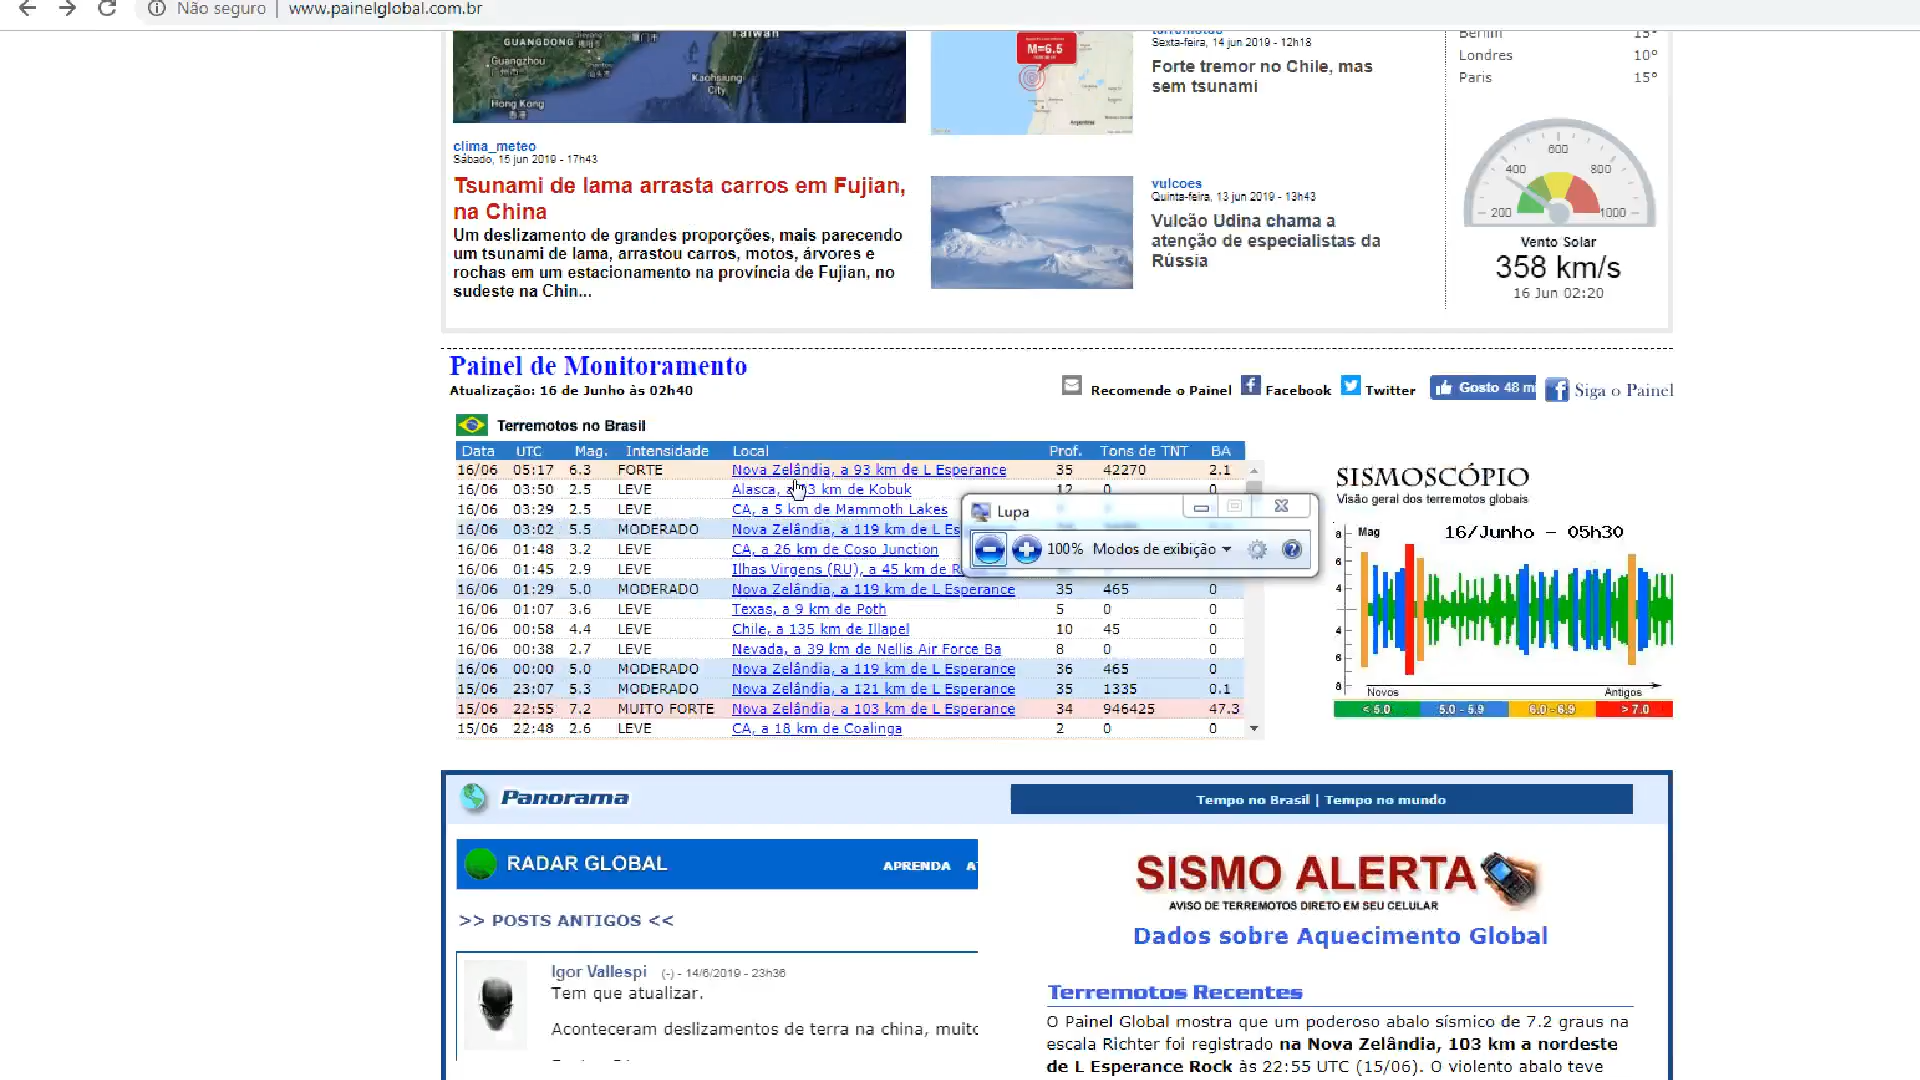 Não seguro | www.painelglobal.com.br
GUANGDONG
Guangzhou
Hong Kong
Taiwan
Kaohsiung
City
clima_meteo
Sábado, 15 jun 2019 - 17h43
Tsunami de lama arrasta carros em Fujian,
na China
Um deslizamento de grandes proporções, mais parecendo
um tsunami de lama, arrastou carros, motos, árvores e
rochas em um estacionamento na província de Fujian, no
sudeste na Chin...
M=6.5
Argentina
Sexta-feira, 14 jun 2019 - 12h18
Forte tremor no Chile, mas
sem tsunami
vulcoes
Quinta-feira, 13 jun 2019 - 13h43
Vulcão Udina chama a
atenção de especialistas da
Rússia
Berlim 15°
Londres 10°
Paris 15°
200 400 600 800 1000
Vento Solar
358 km/s
16 Jun 02:20
Painel de Monitoramento
Atualização: 16 de Junho às 02h40
Recomende o Painel Facebook Twitter Gosto 48 mi Siga o Painel
Terremotos no Brasil
Data UTC Mag. Intensidade Local Prof. Tons de TNT BA
16/06 05:17 6.3 FORTE Nova Zelândia, a 93 km de L Esperance 35 42270 2.1
16/06 03:50 2.5 LEVE Alasca, 3 km de Kobuk 12 0 0
16/06 03:29 2.5 LEVE CA, a 5 km de Mammoth Lakes
16/06 03:02 5.5 MODERADO Nova Zelândia, a 119 km de L Es
16/06 01:48 3.2 LEVE CA, a 26 km de Coso Junction
16/06 01:45 2.9 LEVE Ilhas Virgens (RU), a 45 km de R
16/06 01:29 5.0 MODERADO Nova Zelândia, a 119 km de L Esperance 35 465 0
16/06 01:07 3.6 LEVE Texas, a 9 km de Poth 5 0 0
16/06 00:58 4.4 LEVE Chile, a 135 km de Illapel 10 45 0
16/06 00:38 2.7 LEVE Nevada, a 39 km de Nellis Air Force Ba 8 0 0
16/06 00:00 5.0 MODERADO Nova Zelândia, a 119 km de L Esperance 36 465 0
15/06 23:07 5.3 MODERADO Nova Zelândia, a 121 km de L Esperance 35 1335 0.1
15/06 22:55 7.2 MUITO FORTE Nova Zelândia, a 103 km de L Esperance 34 946425 47.3
15/06 22:48 2.6 LEVE CA, a 18 km de Coalinga 2 0 0
Lupa
100% Modos de exibição
SISMOSCÓPIO
Visão geral dos terremotos globais
8 Mag 16/Junho - 05h30
6
4
4
6
8
Novos Antigos
< 5.0 5.0 - 5.9 6.0 - 6.9 > 7.0
Panorama
Tempo no Brasil | Tempo no mundo
RADAR GLOBAL APRENDA
>> POSTS ANTIGOS <<
Igor Vallespi (-) - 14/6/2019 - 23h36
Tem que atualizar.
Aconteceram deslizamentos de terra na china, muito
SISMO ALERTA
AVISO DE TERREMOTOS DIRETO EM SEU CELULAR
Dados sobre Aquecimento Global
Terremotos Recentes
O Painel Global mostra que um poderoso abalo sísmico de 7.2 graus na
escala Richter foi registrado na Nova Zelândia, 103 km a nordeste
de L Esperance Rock às 22:55 UTC (15/06). O violento abalo teve